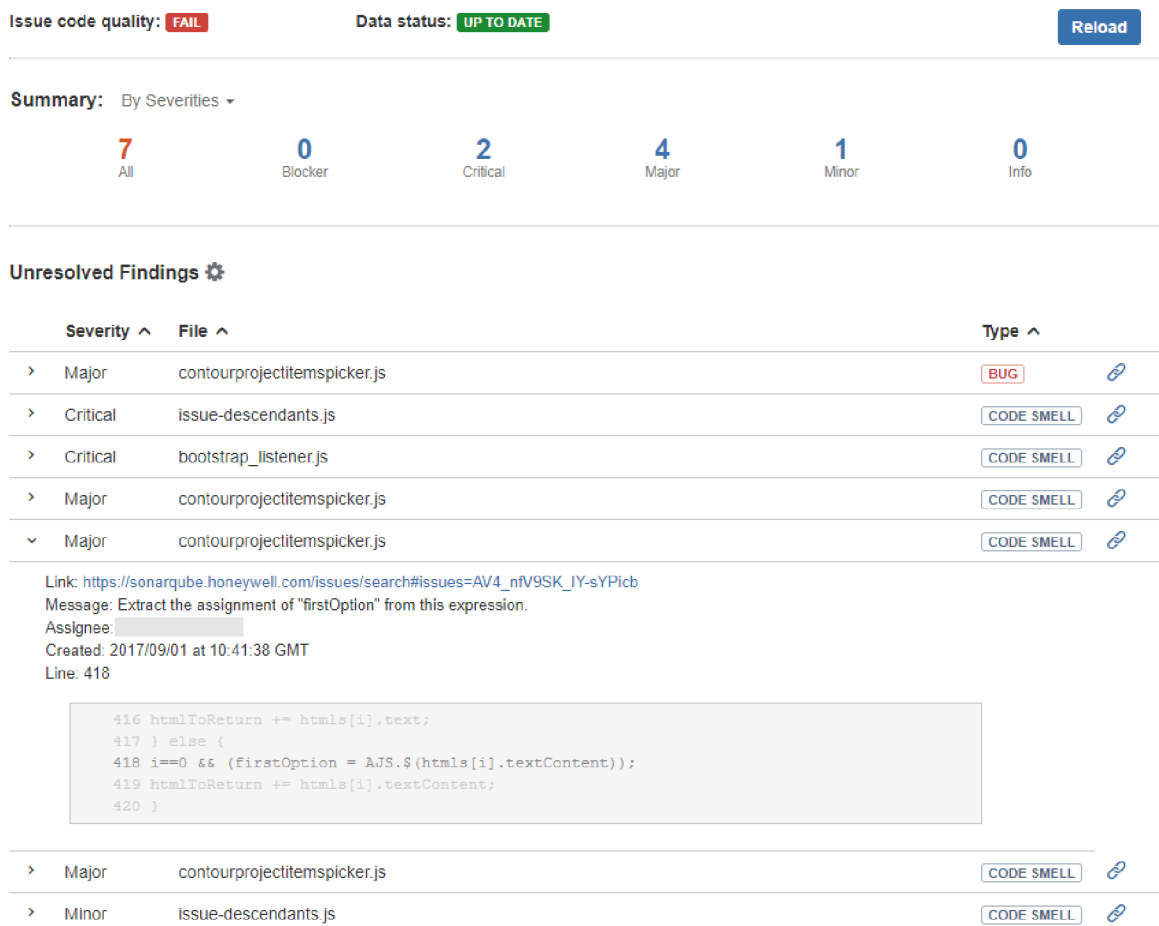 Issue code quality: FAIL Data status: UP TO DATE Reload
Summary: By Severities
7 0 2 4 1 0
All Blocker Critical Major Minor Info
Unresolved Findings
Severity File Type
Major contourprojectitemspicker.js BUG
Critical issue-descendants.js CODE SMELL
Critical bootstrap_listener.js CODE SMELL
Major contourprojectitemspicker.js CODE SMELL
Major contourprojectitemspicker.js CODE SMELL
Link: https://sonarqube.honeywell.com/issues/search#issues=AV4_nfV9SK_IY-sYPicb
Message: Extract the assignment of "firstOption" from this expression.
Assignee:
Created: 2017/09/01 at 10:41:38 GMT
Line: 418
416 htmlToReturn += htmls[i].text;
417 } else {
418 i==0 && (firstOption = AJS.$(htmls[i].textContent));
419 htmlToReturn += htmls[i].textContent;
420 }
Major contourprojectitemspicker.js CODE SMELL
Minor issue-descendants.js CODE SMELL